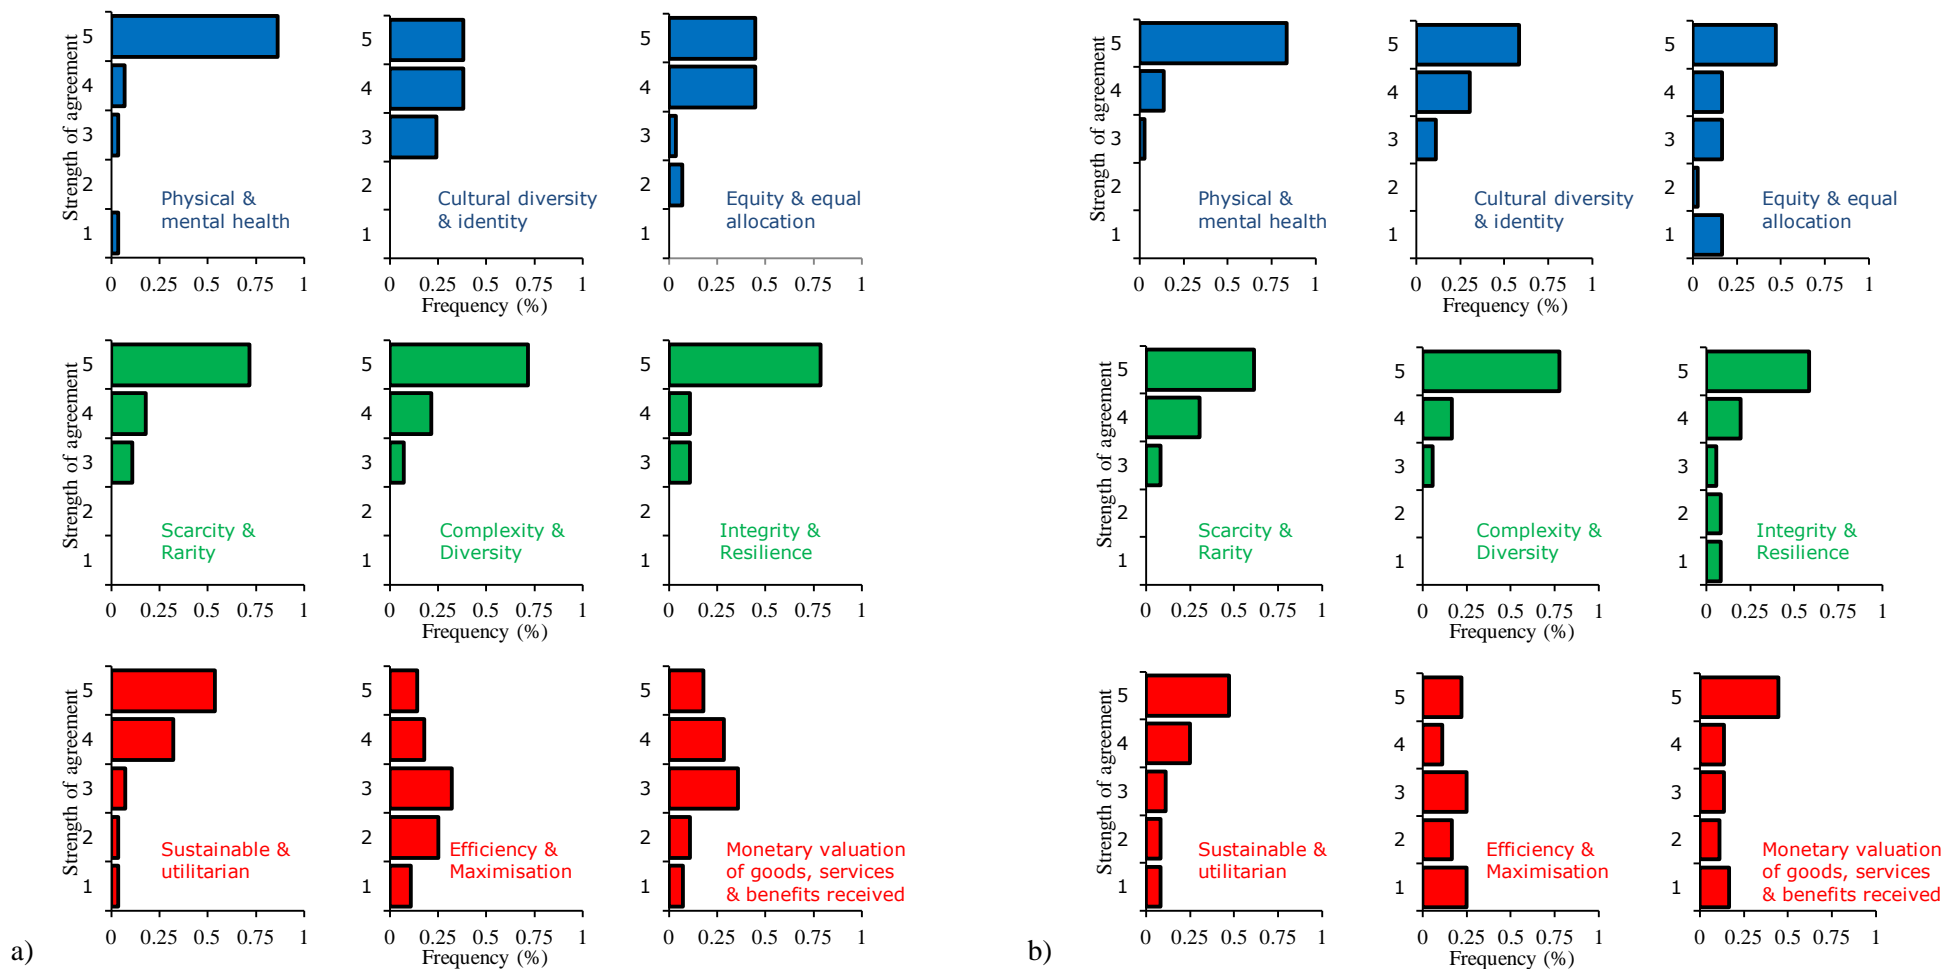 Strength of agreement
5
4
3
2
1
Physical &
mental health
0 0.25 0.5 0.75 1
5
4
3
2
1
Cultural diversity
& identity
0 0.25 0.5 0.75 1
Frequency (%)
5
4
3
2
1
Equity & equal
allocation
0 0.25 0.5 0.75 1
Strength of agreement
5
4
3
2
1
Scarcity &
Rarity
0 0.25 0.5 0.75 1
5
4
3
2
1
Complexity &
Diversity
0 0.25 0.5 0.75 1
Frequency (%)
5
4
3
2
1
Integrity &
Resilience
0 0.25 0.5 0.75 1
Strength of agreement
5
4
3
2
1
Sustainable &
utilitarian
0 0.25 0.5 0.75 1
5
4
3
2
1
Efficiency &
Maximisation
0 0.25 0.5 0.75 1
Frequency (%)
5
4
3
2
1
Monetary valuation
of goods, services
& benefits received
0 0.25 0.5 0.75 1
a)
Strength of agreement
5
4
3
2
1
Physical &
mental health
0 0.25 0.5 0.75 1
5
4
3
2
1
Cultural diversity
& identity
0 0.25 0.5 0.75 1
Frequency (%)
5
4
3
2
1
Equity & equal
allocation
0 0.25 0.5 0.75 1
Strength of agreement
5
4
3
2
1
Scarcity &
Rarity
0 0.25 0.5 0.75 1
5
4
3
2
1
Complexity &
Diversity
0 0.25 0.5 0.75 1
Frequency (%)
5
4
3
2
1
Integrity &
Resilience
0 0.25 0.5 0.75 1
Strength of agreement
5
4
3
2
1
Sustainable &
utilitarian
0 0.25 0.5 0.75 1
5
4
3
2
1
Efficiency &
Maximisation
0 0.25 0.5 0.75 1
Frequency (%)
5
4
3
2
1
Monetary valuation
of goods, services
& benefits received
0 0.25 0.5 0.75 1
b)